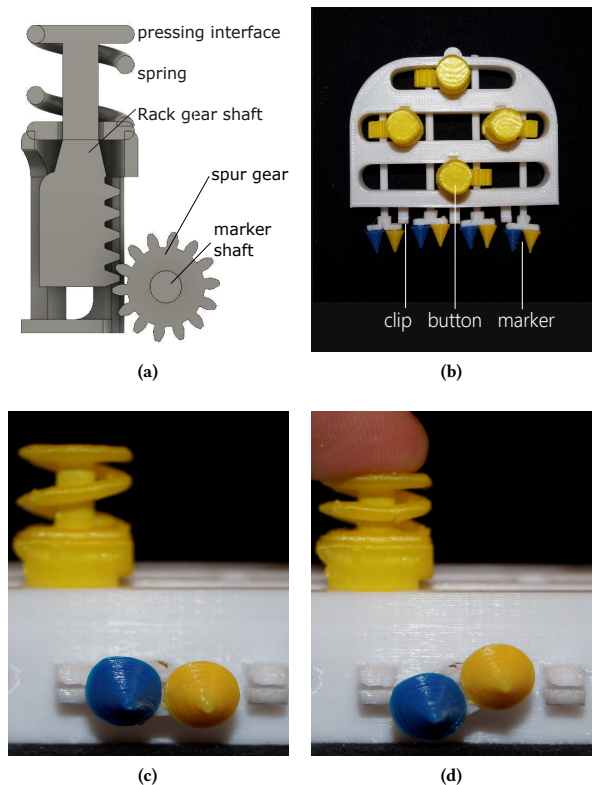 pressing interface
spring
Rack gear shaft
spur gear
marker
shaft
(a)
clip button marker
(b)
(c)
(d)